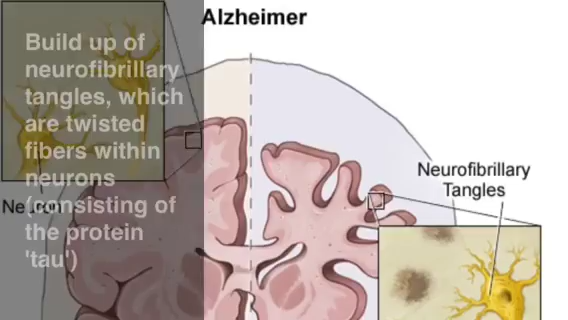 Alzheimer
Build up of
neurofibrillary
tangles, which
are twisted
fibers within
neurons
(consisting of
the protein
'tau')
Neurofibrillary
Tangles